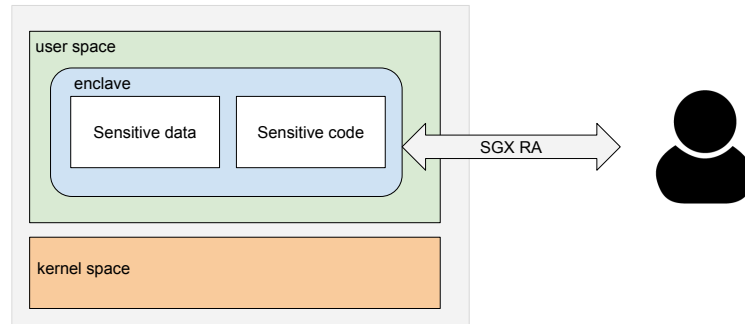 user space
enclave
Sensitive data
Sensitive code
SGX RA
kernel space